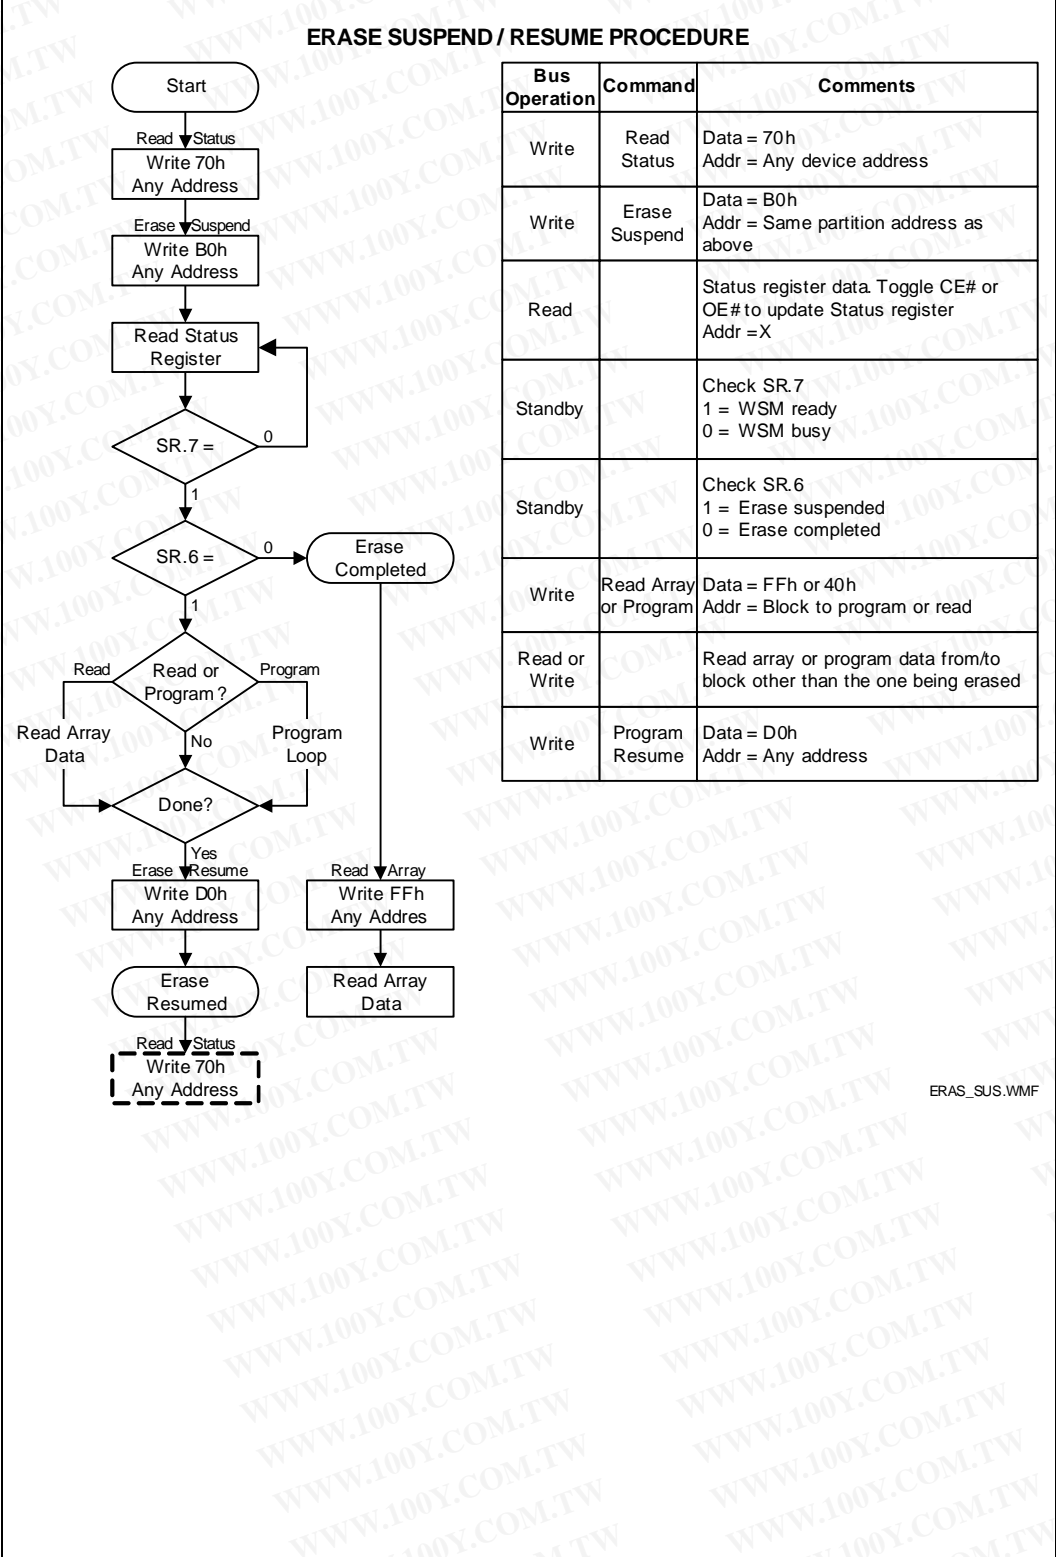 ERASE SUSPEND / RESUME PROCEDURE
Start
Read Status
Write 70h
Any Address
Erase Suspend
Write B0h
Any Address
Read Status
Register
SR.7 =
0
1
SR.6 =
0
Erase
Completed
1
Read
Read or
Program ?
Program
Read Array
Data
No
Program
Loop
Done?
Yes
Erase Resume
Write D0h
Any Address
Read Array
Write FFh
Any Addres
Erase
Resumed
Read Array
Data
Read Status
Write 70h
Any Address
Bus
Operation
Command
Comments
Write
Read
Status
Data = 70h
Addr = Any device address
Write
Erase
Suspend
Data = B0h
Addr = Same partition address as
above
Read
Status register data. Toggle CE# or
OE# to update Status register
Addr =X
Standby
Check SR.7
1 = WSM ready
0 = WSM busy
Standby
Check SR.6
1 = Erase suspended
0 = Erase completed
Write
Read Array
or Program
Data = FFh or 40h
Addr = Block to program or read
Read or
Write
Read array or program data from/to
block other than the one being erased
Write
Program
Resume
Data = D0h
Addr = Any address
ERAS_SUS.WMF
WWW.100Y.COM.TW